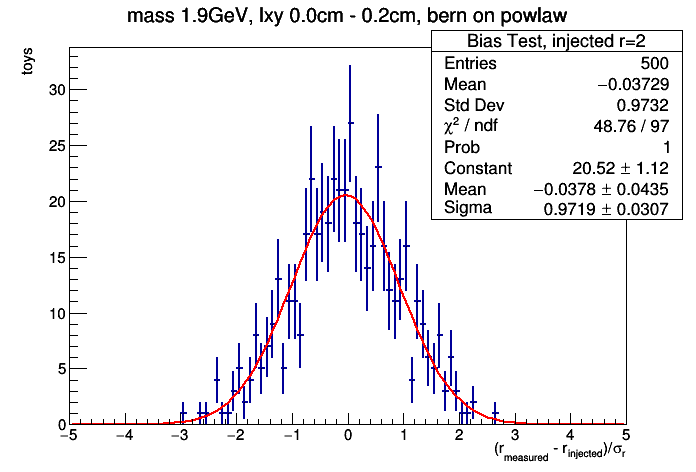 mass 1.9GeV, lxy 0.0cm - 0.2cm, bern on powlaw
Bias Test, injected r=2
Entries 500
Mean −0.03729
Std Dev 0.9732
χ² / ndf 48.76 / 97
Prob 1
Constant 20.52 ± 1.12
Mean −0.0378 ± 0.0435
Sigma 0.9719 ± 0.0307
toys
30
25
20
15
10
5
0
−5 −4 −3 −2 −1 0 1 2 3 4 5
(r_measured - r_injected)/σ_r